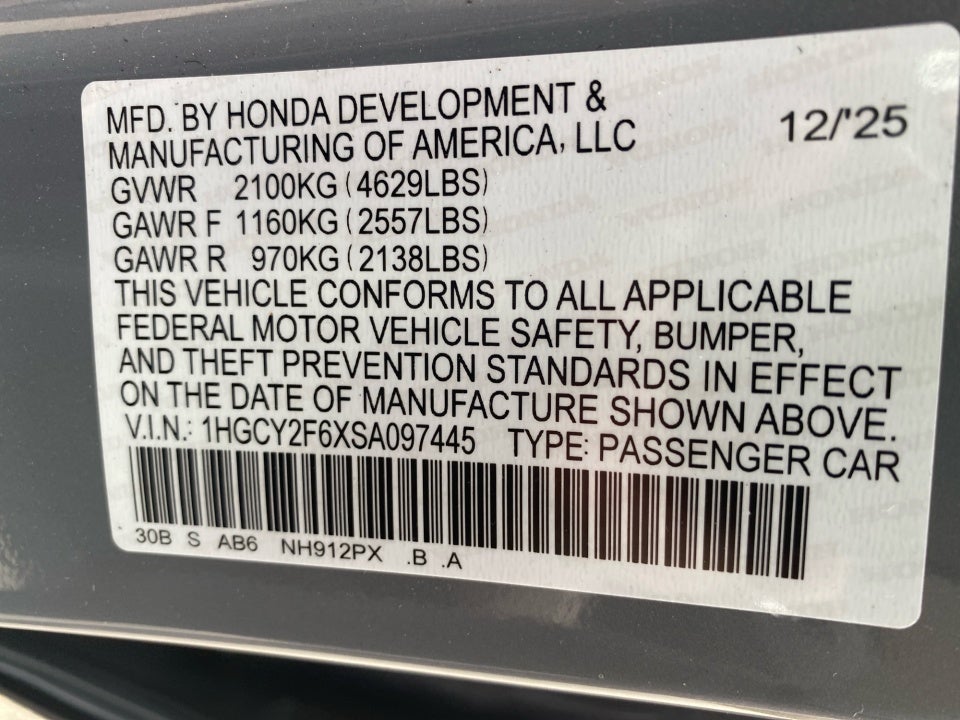 MFD. BY HONDA DEVELOPMENT &
MANUFACTURING OF AMERICA, LLC 12/'25
GVWR 2100KG (4629LBS)
GAWR F 1160KG (2557LBS)
GAWR R 970KG (2138LBS)
THIS VEHICLE CONFORMS TO ALL APPLICABLE
FEDERAL MOTOR VEHICLE SAFETY, BUMPER,
AND THEFT PREVENTION STANDARDS IN EFFECT
ON THE DATE OF MANUFACTURE SHOWN ABOVE.
V.I.N.: 1HGCY2F6XSA097445 TYPE: PASSENGER CAR
30B S AB6 NH912PX .B .A